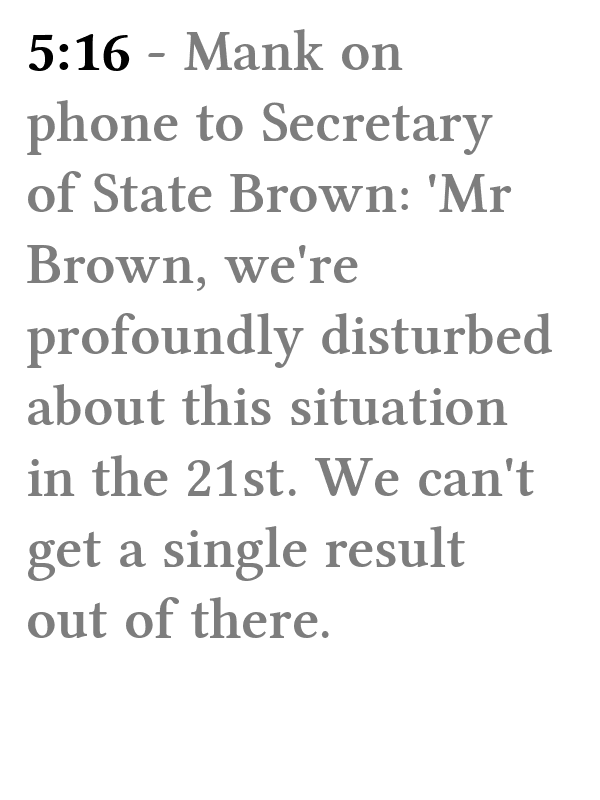 5:16 - Mank on
phone to Secretary
of State Brown: 'Mr
Brown, we're
profoundly disturbed
about this situation
in the 21st. We can't
get a single result
out of there.